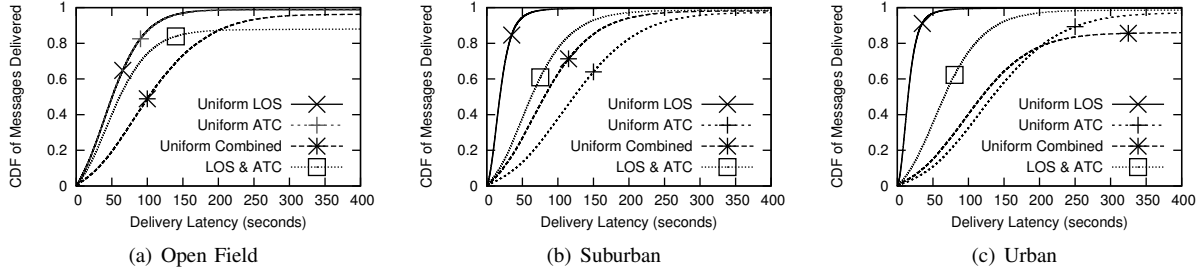 CDF of Messages Delivered
1
0.8
0.6
0.4
0.2
0
Uniform LOS
Uniform ATC
Uniform Combined
LOS & ATC
0 50 100 150 200 250 300 350 400
Delivery Latency (seconds)
(a) Open Field
CDF of Messages Delivered
1
0.8
0.6
0.4
0.2
0
Uniform LOS
Uniform ATC
Uniform Combined
LOS & ATC
0 50 100 150 200 250 300 350 400
Delivery Latency (seconds)
(b) Suburban
CDF of Messages Delivered
1
0.8
0.6
0.4
0.2
0
Uniform LOS
Uniform ATC
Uniform Combined
LOS & ATC
0 50 100 150 200 250 300 350 400
Delivery Latency (seconds)
(c) Urban